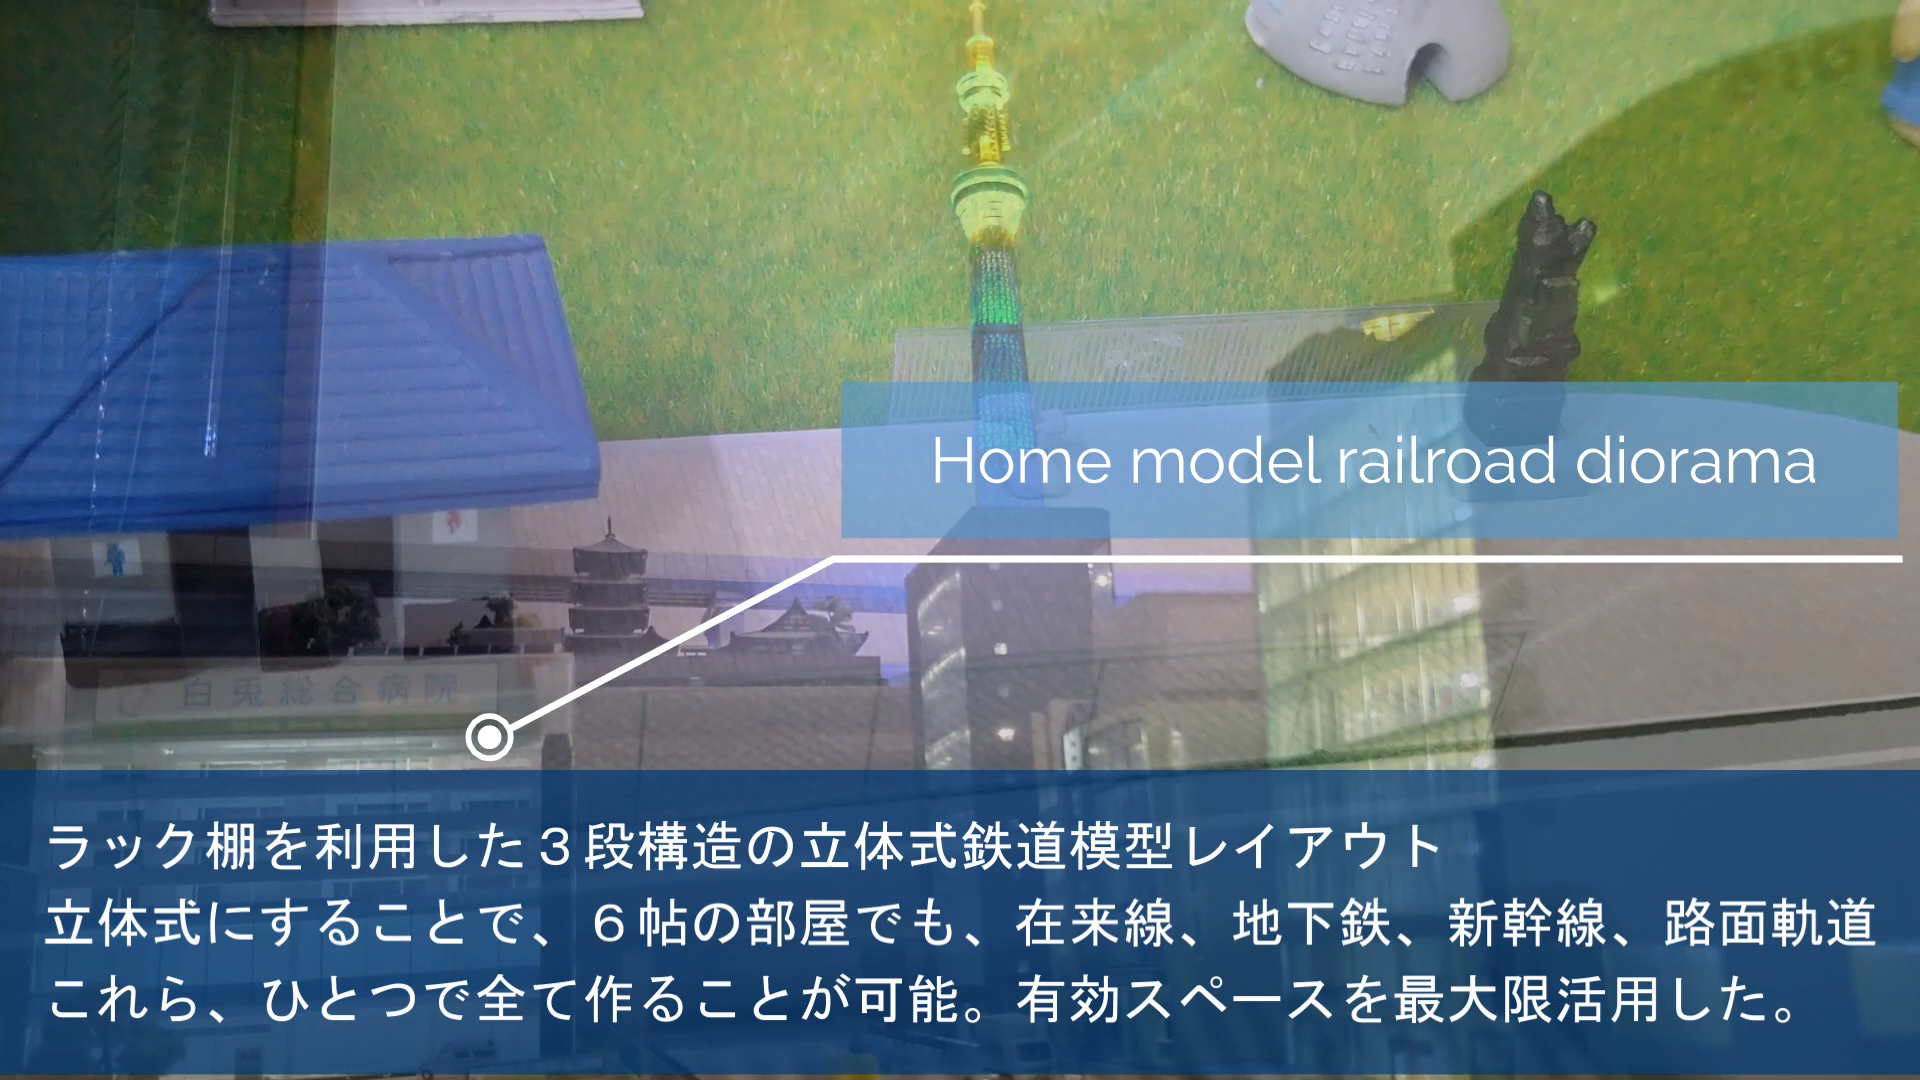 Home model railroad diorama
白兎総合病院
ラック棚を利用した３段構造の立体式鉄道模型レイアウト
立体式にすることで、６帖の部屋でも、在来線、地下鉄、新幹線、路面軌道
これら、ひとつで全て作ることが可能。有効スペースを最大限活用した。